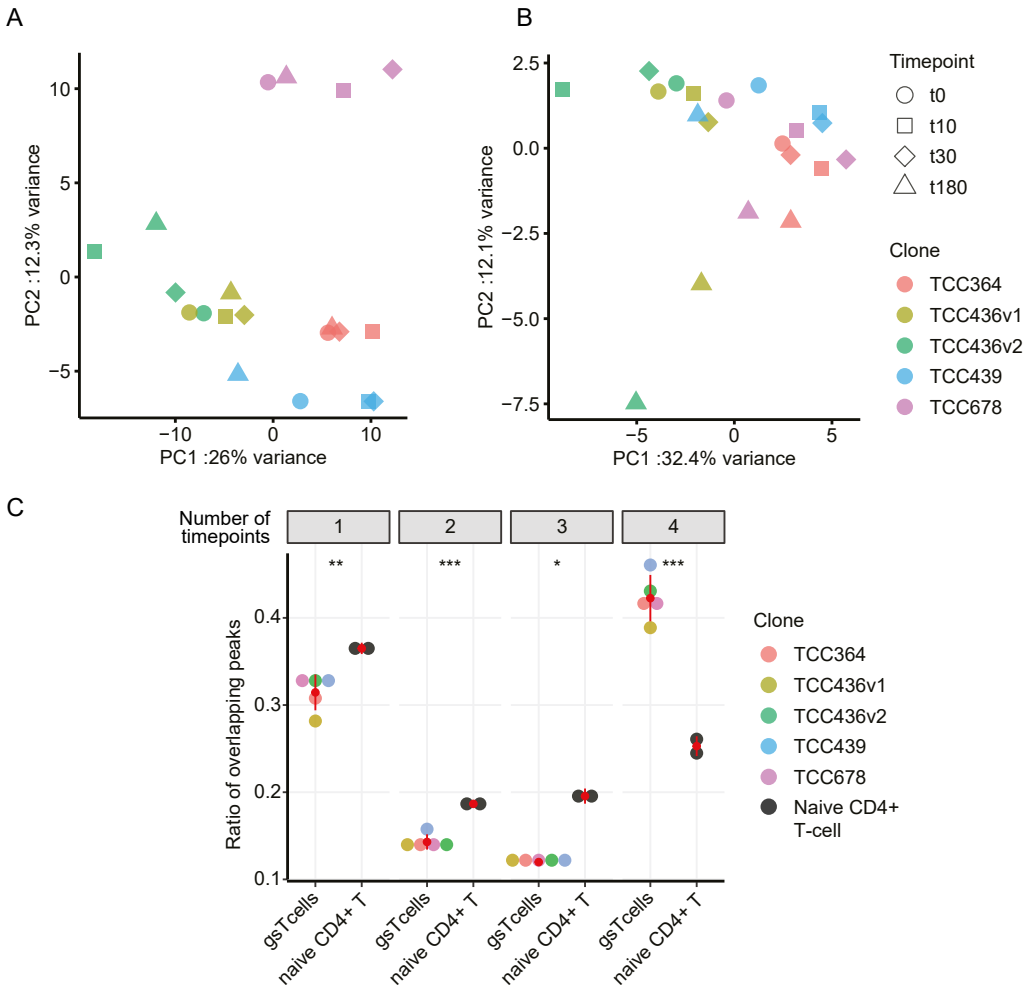 A
10
5
0
−5
PC2 :12.3% variance
−10
0
10
PC1 :26% variance
B
2.5
0.0
−2.5
−5.0
−7.5
PC2 :12.1% variance
−5
0
5
PC1 :32.4% variance
Timepoint
t0
t10
t30
t180
Clone
TCC364
TCC436v1
TCC436v2
TCC439
TCC678
C
Number of
timepoints
1
2
3
4
**
***
*
***
0.4
0.3
0.2
0.1
Ratio of overlapping peaks
gsTcells
naive CD4+ T
gsTcells
naive CD4+ T
gsTcells
naive CD4+ T
gsTcells
naive CD4+ T
Clone
TCC364
TCC436v1
TCC436v2
TCC439
TCC678
Naive CD4+
T-cell